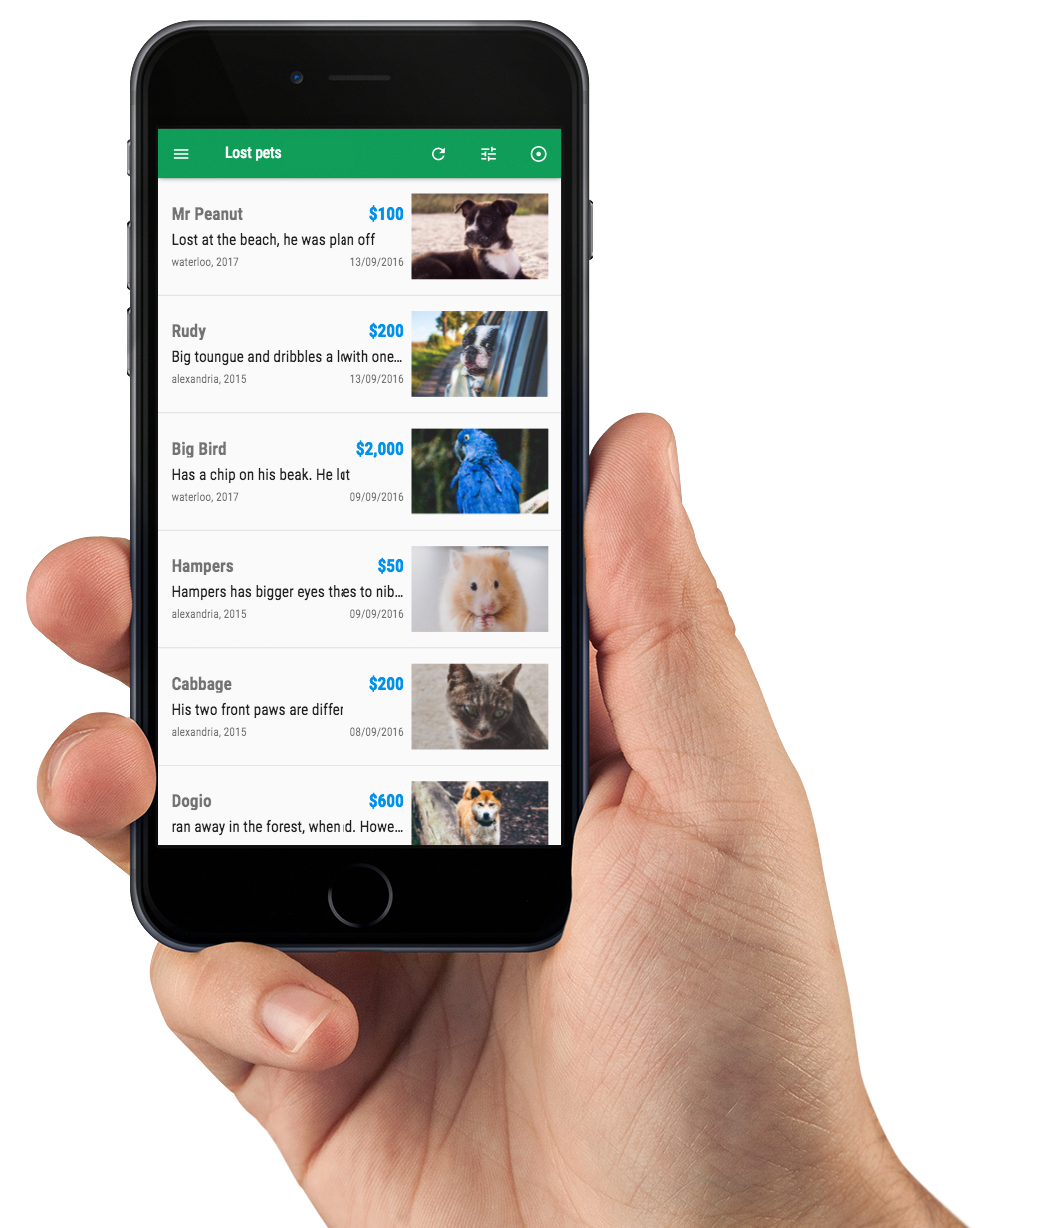 Lost pets
Mr Peanut $100
Lost at the beach, he was plan off
waterloo, 2017 13/09/2016
Rudy $200
Big toungue and dribbles a with one...
alexandria, 2015 13/09/2016
Big Bird $2,000
Has a chip on his beak. He
waterloo, 2017 09/09/2016
Hampers $50
Hampers has bigger eyes to nib...
alexandria, 2015 09/09/2016
Cabbage $200
His two front paws are differ
alexandria, 2015 08/09/2016
Dogio $600
ran away in the forest, when d. Howe...